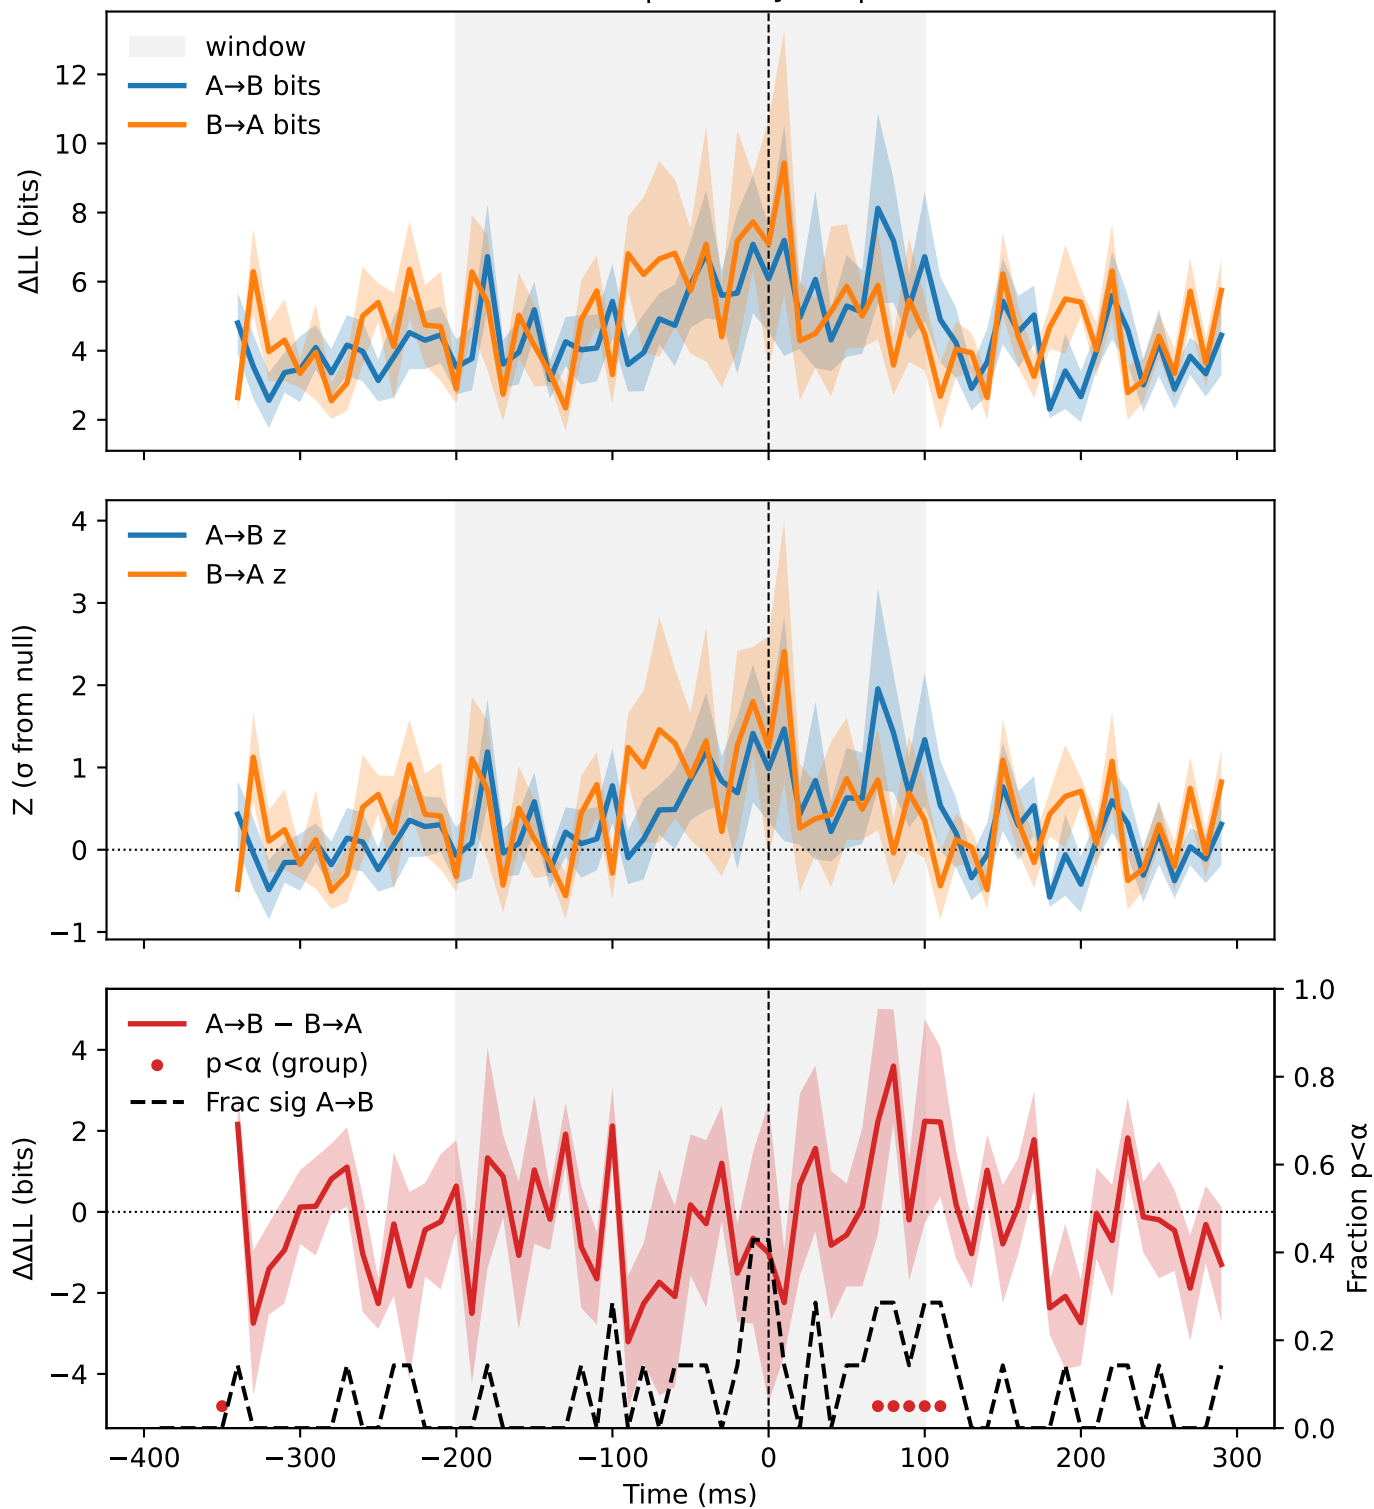 window
A→B bits
B→A bits
ΔLL (bits)
12
10
8
6
4
2
A→B z
B→A z
Z (σ from null)
4
3
2
1
0
−1
A→B − B→A
p<α (group)
Frac sig A→B
ΔΔLL (bits)
4
2
0
−2
−4
1.0
0.8
0.6
0.4
0.2
0.0
Fraction p<α
−400
−300
−200
−100
0
100
200
300
Time (ms)